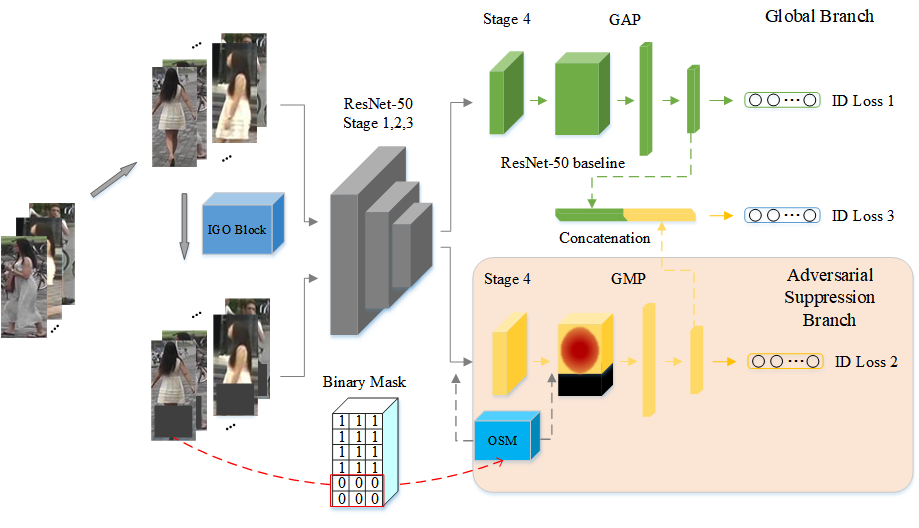 Stage 4
GAP
Global Branch
ResNet-50
Stage 1,2,3
ID Loss 1
ResNet-50 baseline
IGO Block
Concatenation
ID Loss 3
Stage 4
GMP
Adversarial
Suppression
Branch
ID Loss 2
Binary Mask
1 1 1
1 1 1
1 1 1
1 1 1
0 0 0
0 0 0
OSM